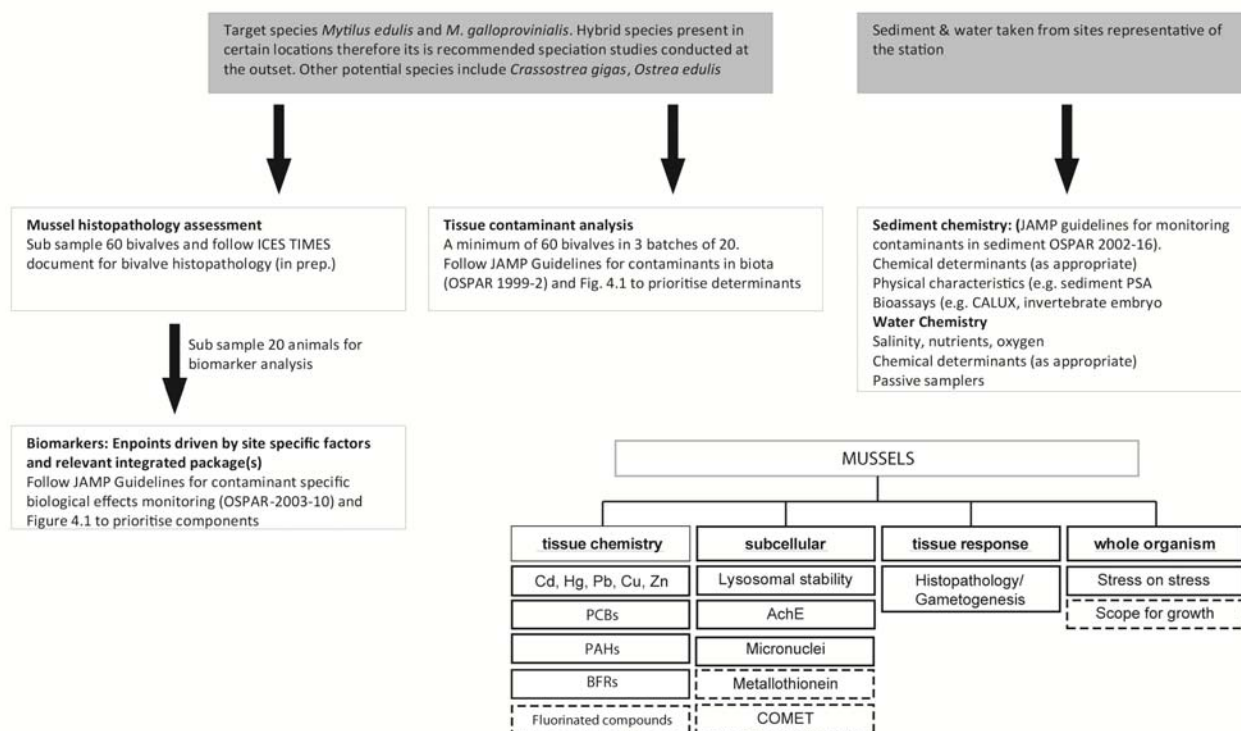 Target species Mytilus edulis and M. galloprovinialis. Hybrid species present in
certain locations therefore its is recommended speciation studies conducted at
the outset. Other potential species include Crassostrea gigas, Ostrea edulis
Sediment & water taken from sites representative of
the station
Mussel histopathology assessment
Sub sample 60 bivalves and follow ICES TIMES
document for bivalve histopathology (in prep.)
Tissue contaminant analysis
A minimum of 60 bivalves in 3 batches of 20.
Follow JAMP Guidelines for contaminants in biota
(OSPAR 1999-2) and Fig. 4.1 to prioritise determinants
Sediment chemistry: (JAMP guidelines for monitoring
contaminants in sediment OSPAR 2002-16).
Chemical determinants (as appropriate)
Physical characteristics (e.g. sediment PSA
Bioassays (e.g. CALUX, invertebrate embryo
Water Chemistry
Salinity, nutrients, oxygen
Chemical determinants (as appropriate)
Passive samplers
Sub sample 20 animals for
biomarker analysis
Biomarkers: Enpoints driven by site specific factors
and relevant integrated package(s)
Follow JAMP Guidelines for contaminant specific
biological effects monitoring (OSPAR-2003-10) and
Figure 4.1 to prioritise components
MUSSELS
tissue chemistry
Cd, Hg, Pb, Cu, Zn
PCBs
PAHs
BFRs
Fluorinated compounds
subcellular
Lysosomal stability
AchE
Micronuclei
Metallothionein
COMET
tissue response
Histopathology/
Gametogenesis
whole organism
Stress on stress
Scope for growth